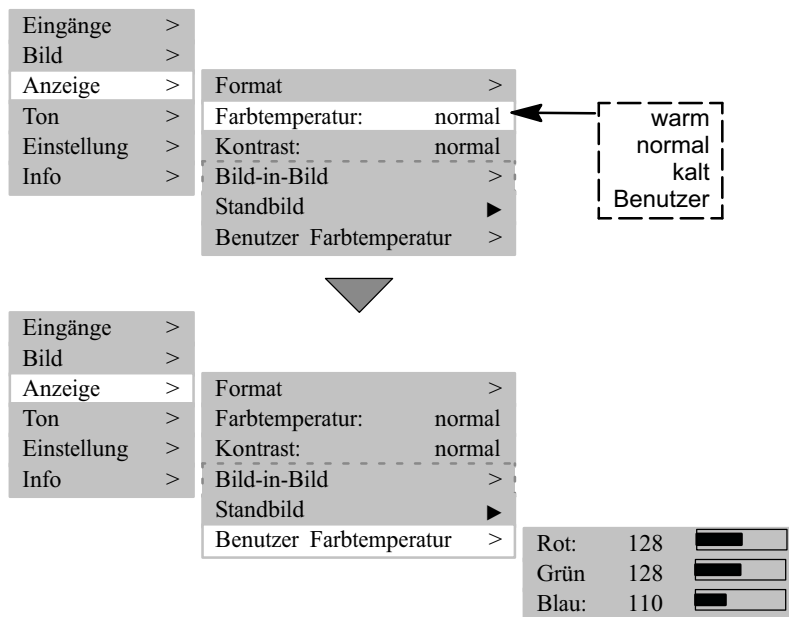 Eingänge >
Bild >
Anzeige >
Ton >
Einstellung >
Info >
Format >
Farbtemperatur: normal
Kontrast: normal
Bild-in-Bild >
Standbild ▶
Benutzer Farbtemperatur >
warm
normal
kalt
Benutzer
Eingänge >
Bild >
Anzeige >
Ton >
Einstellung >
Info >
Format >
Farbtemperatur: normal
Kontrast: normal
Bild-in-Bild >
Standbild ▶
Benutzer Farbtemperatur >
Rot: 128
Grün 128
Blau: 110